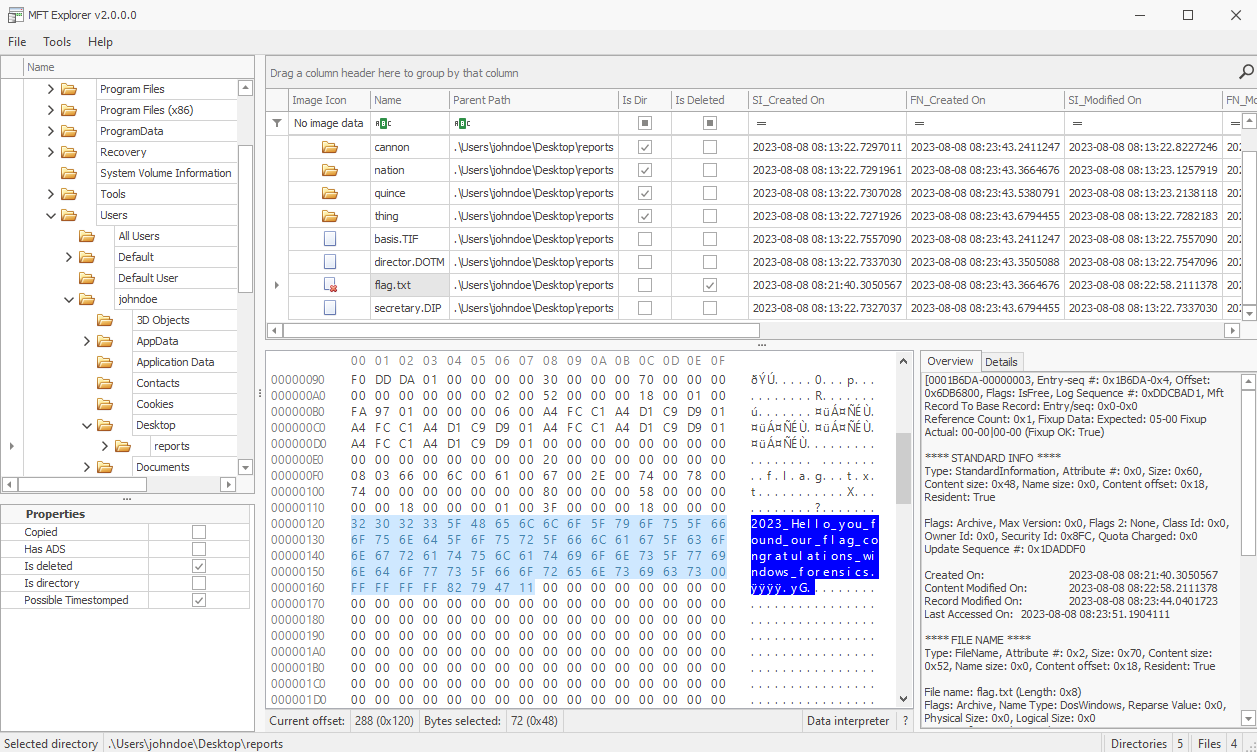 MFT Explorer v2.0.0.0
File Tools Help
Name
Program Files
Program Files (x86)
ProgramData
Recovery
System Volume Information
Tools
Users
All Users
Default
Default User
johndoe
3D Objects
AppData
Application Data
Contacts
Cookies
Desktop
reports
Documents
Properties
Copied
Has ADS
Is deleted
Is directory
Possible Timestomped
Drag a column header here to group by that column
Image Icon Name Parent Path Is Dir Is Deleted SI_Created On FN_Created On SI_Modified On FN_Mo
No image data
cannon .\Users\johndoe\Desktop\reports 2023-08-08 08:13:22.7297011 2023-08-08 08:23:43.2411247 2023-08-08 08:13:22.8227246 202
nation .\Users\johndoe\Desktop\reports 2023-08-08 08:13:22.7291961 2023-08-08 08:23:43.3664676 2023-08-08 08:13:23.1257919 202
quince .\Users\johndoe\Desktop\reports 2023-08-08 08:13:22.7307028 2023-08-08 08:23:43.5380791 2023-08-08 08:13:23.2138118 202
thing .\Users\johndoe\Desktop\reports 2023-08-08 08:13:22.7271926 2023-08-08 08:23:43.6794455 2023-08-08 08:13:22.7282183 202
basis.TIF .\Users\johndoe\Desktop\reports 2023-08-08 08:13:22.7557090 2023-08-08 08:23:43.2411247 2023-08-08 08:13:22.7557090 202
director.DOTM .\Users\johndoe\Desktop\reports 2023-08-08 08:13:22.7337030 2023-08-08 08:23:43.3505088 2023-08-08 08:13:22.7547096 202
flag.txt .\Users\johndoe\Desktop\reports 2023-08-08 08:21:40.3050567 2023-08-08 08:23:43.3664676 2023-08-08 08:22:58.2111378 202
secretary.DIP .\Users\johndoe\Desktop\reports 2023-08-08 08:13:22.7327037 2023-08-08 08:23:43.6794455 2023-08-08 08:13:22.7337030 202
00 01 02 03 04 05 06 07 08 09 0A 0B 0C 0D 0E 0F
00000090 F0 DD DA 01 00 00 00 00 30 00 00 00 70 00 00 00 ðÝÚ.....0...p...
000000A0 00 00 00 00 00 00 02 00 52 00 00 00 18 00 01 00 ........R.......
000000B0 FA 97 01 00 00 00 06 00 A4 FC C1 A4 D1 C9 D9 01 ú.......¤üÁ¤ÑÉÙ.
000000C0 A4 FC C1 A4 D1 C9 D9 01 A4 FC C1 A4 D1 C9 D9 01 ¤üÁ¤ÑÉÙ.¤üÁ¤ÑÉÙ.
000000D0 A4 FC C1 A4 D1 C9 D9 01 00 00 00 00 00 00 00 00 ¤üÁ¤ÑÉÙ.........
000000E0 00 00 00 00 00 00 00 00 20 00 00 00 00 00 00 00 ........ .......
000000F0 08 03 66 00 6C 00 61 00 67 00 2E 00 74 00 78 00 ..f.l.a.g...t.x.
00000100 74 00 00 00 00 00 00 00 80 00 00 00 58 00 00 00 t...........X...
00000110 00 00 18 00 00 00 01 00 3F 00 00 00 18 00 00 00 ........?.......
00000120 32 30 32 33 5F 48 65 6C 6C 6F 5F 79 6F 75 5F 66 2023_Hello_you_f
00000130 6F 75 6E 64 5F 6F 75 72 5F 66 6C 61 67 5F 63 6F ound_our_flag_co
00000140 6E 67 72 61 74 75 6C 61 74 69 6F 6E 73 5F 77 69 ngratulations_wi
00000150 6E 64 6F 77 73 5F 66 6F 72 65 6E 73 69 63 73 00 ndows_forensics.
00000160 FF FF FF FF 82 79 47 11 00 00 00 00 00 00 00 00 ÿÿÿÿ.yG.........
00000170 00 00 00 00 00 00 00 00 00 00 00 00 00 00 00 00 ................
00000180 00 00 00 00 00 00 00 00 00 00 00 00 00 00 00 00 ................
00000190 00 00 00 00 00 00 00 00 00 00 00 00 00 00 00 00 ................
000001A0 00 00 00 00 00 00 00 00 00 00 00 00 00 00 00 00 ................
000001B0 00 00 00 00 00 00 00 00 00 00 00 00 00 00 00 00 ................
000001C0 00 00 00 00 00 00 00 00 00 00 00 00 00 00 00 00 ................
000001D0 00 00 00 00 00 00 00 00 00 00 00 00 00 00 00 00 ................
Current offset: 288 (0x120) Bytes selected: 72 (0x48) Data interpreter ?
Overview Details
[0001B6DA-00000003, Entry-seq #: 0x1B6DA-0x4, Offset:
0x6DB6800, Flags: IsFree, Log Sequence #: 0xDDCBAD1, Mft
Record To Base Record: Entry/seq: 0x0-0x0
Reference Count: 0x1, Fixup Data: Expected: 05-00 Fixup
Actual: 00-00|00-00 (Fixup OK: True)
**** STANDARD INFO ****
Type: StandardInformation, Attribute #: 0x0, Size: 0x60,
Content size: 0x48, Name size: 0x0, Content offset: 0x18,
Resident: True
Flags: Archive, Max Version: 0x0, Flags 2: None, Class Id: 0x0,
Owner Id: 0x0, Security Id: 0x8FC, Quota Charged: 0x0
Update Sequence #: 0x1DADDF0
Created On: 2023-08-08 08:21:40.3050567
Content Modified On: 2023-08-08 08:22:58.2111378
Record Modified On: 2023-08-08 08:23:44.0401723
Last Accessed On: 2023-08-08 08:23:51.1904111
**** FILE NAME ****
Type: FileName, Attribute #: 0x2, Size: 0x70, Content size:
0x52, Name size: 0x0, Content offset: 0x18, Resident: True
File name: flag.txt (Length: 0x8)
Flags: Archive, Name Type: DosWindows, Reparse Value: 0x0,
Physical Size: 0x0, Logical Size: 0x0
Selected directory .\Users\johndoe\Desktop\reports Directories 5 Files 4